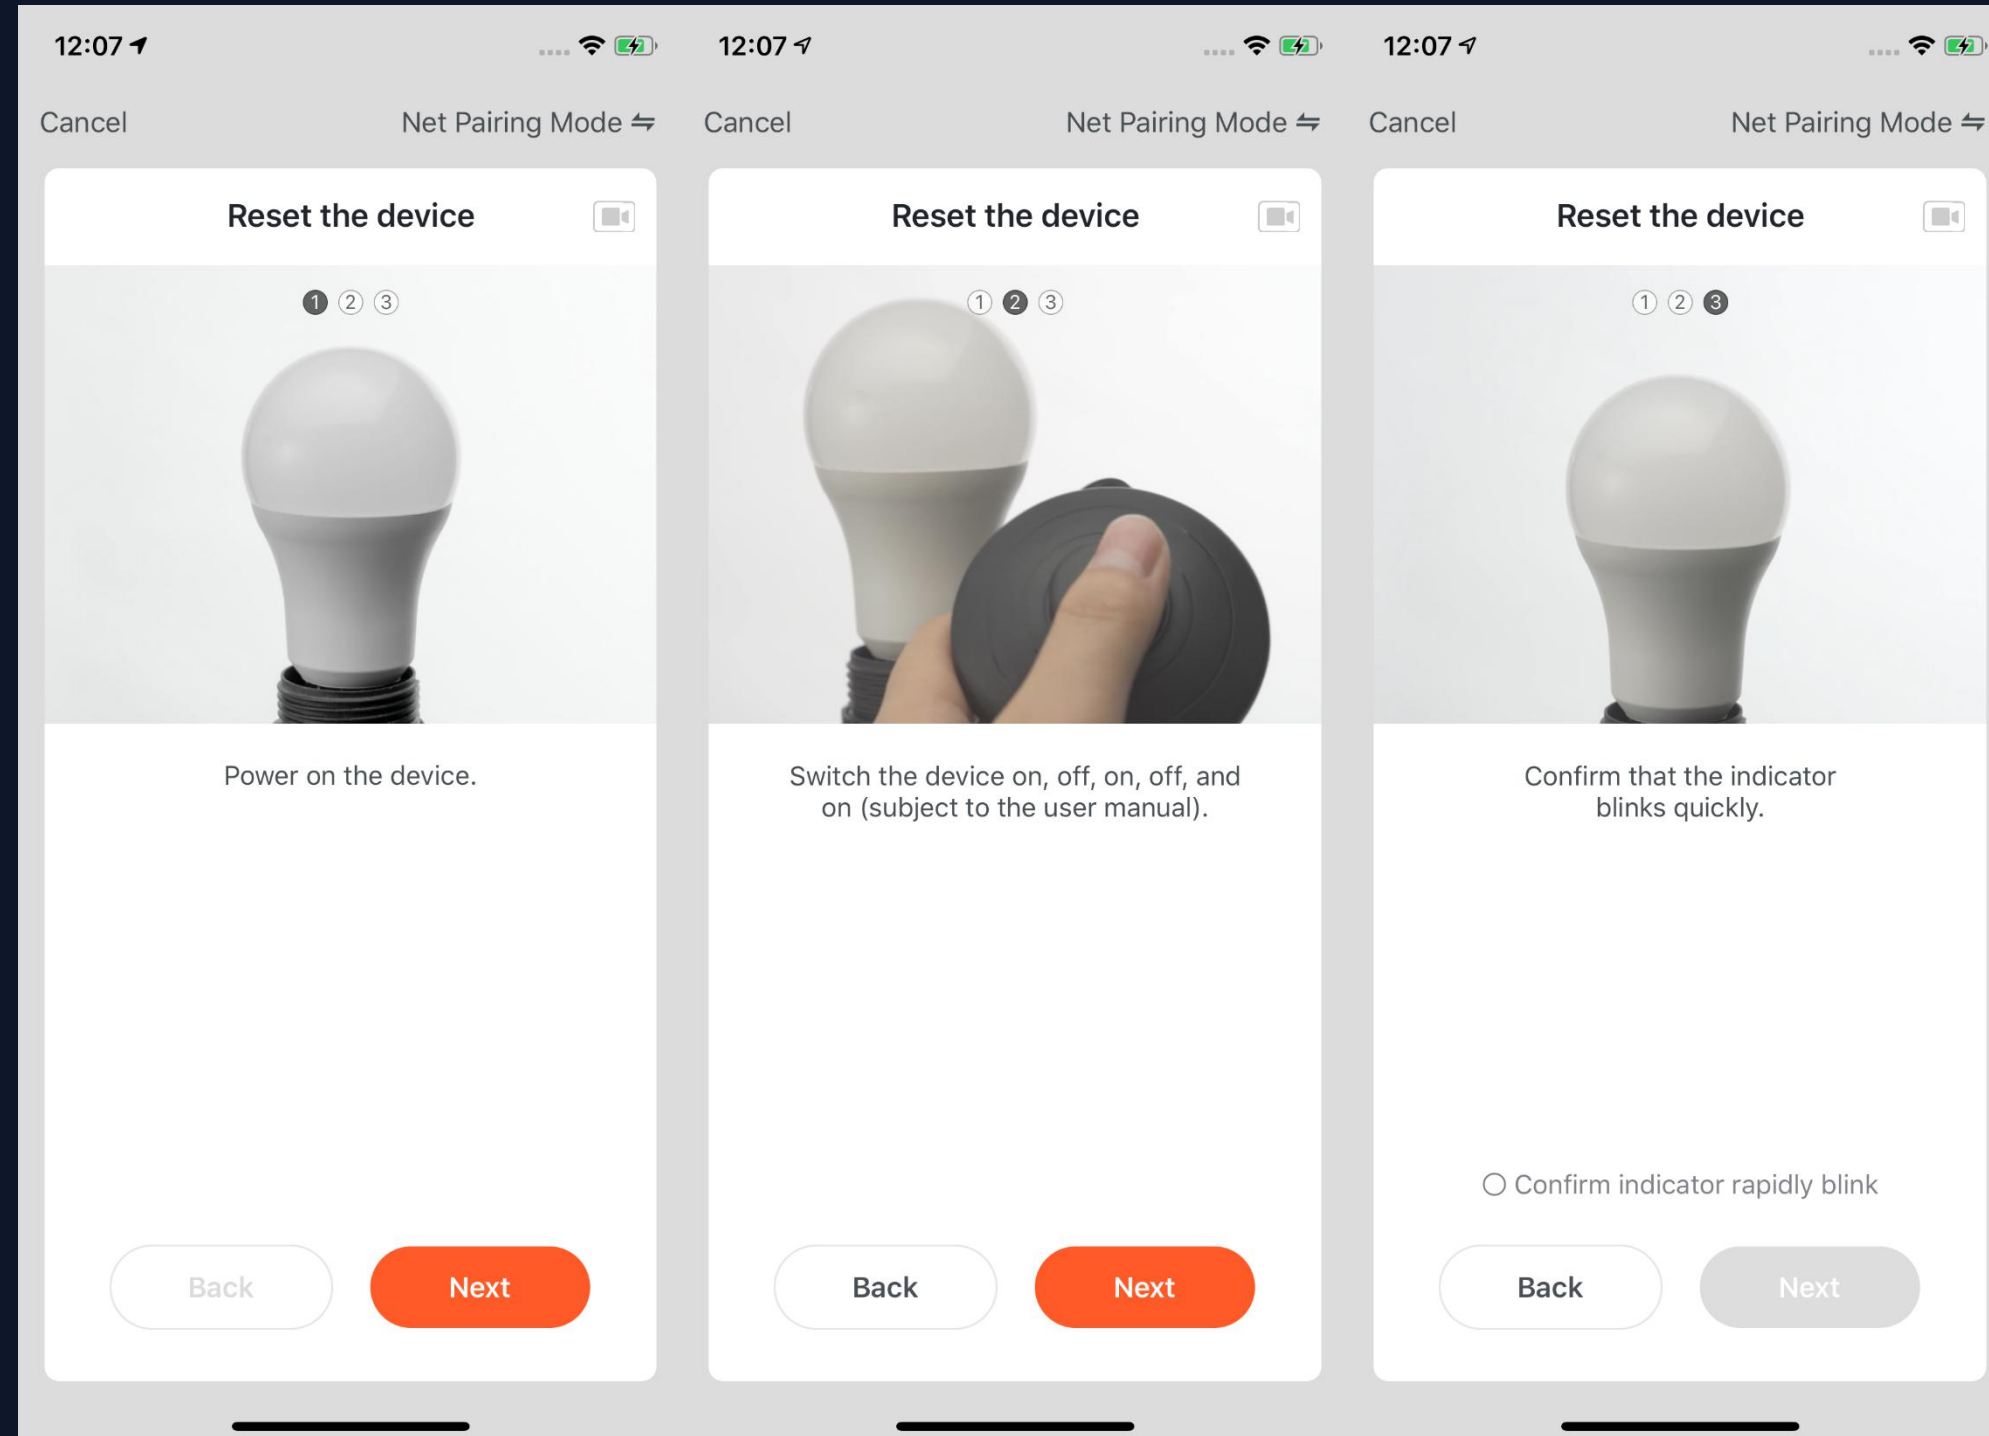 12:07
Cancel
Net Pairing Mode
Reset the device
1 2 3
Power on the device.
Back
Next
12:07
Cancel
Net Pairing Mode
Reset the device
1 2 3
Switch the device on, off, on, off, and
on (subject to the user manual).
Back
Next
12:07
Cancel
Net Pairing Mode
Reset the device
1 2 3
Confirm that the indicator
blinks quickly.
Confirm indicator rapidly blink
Back
Next